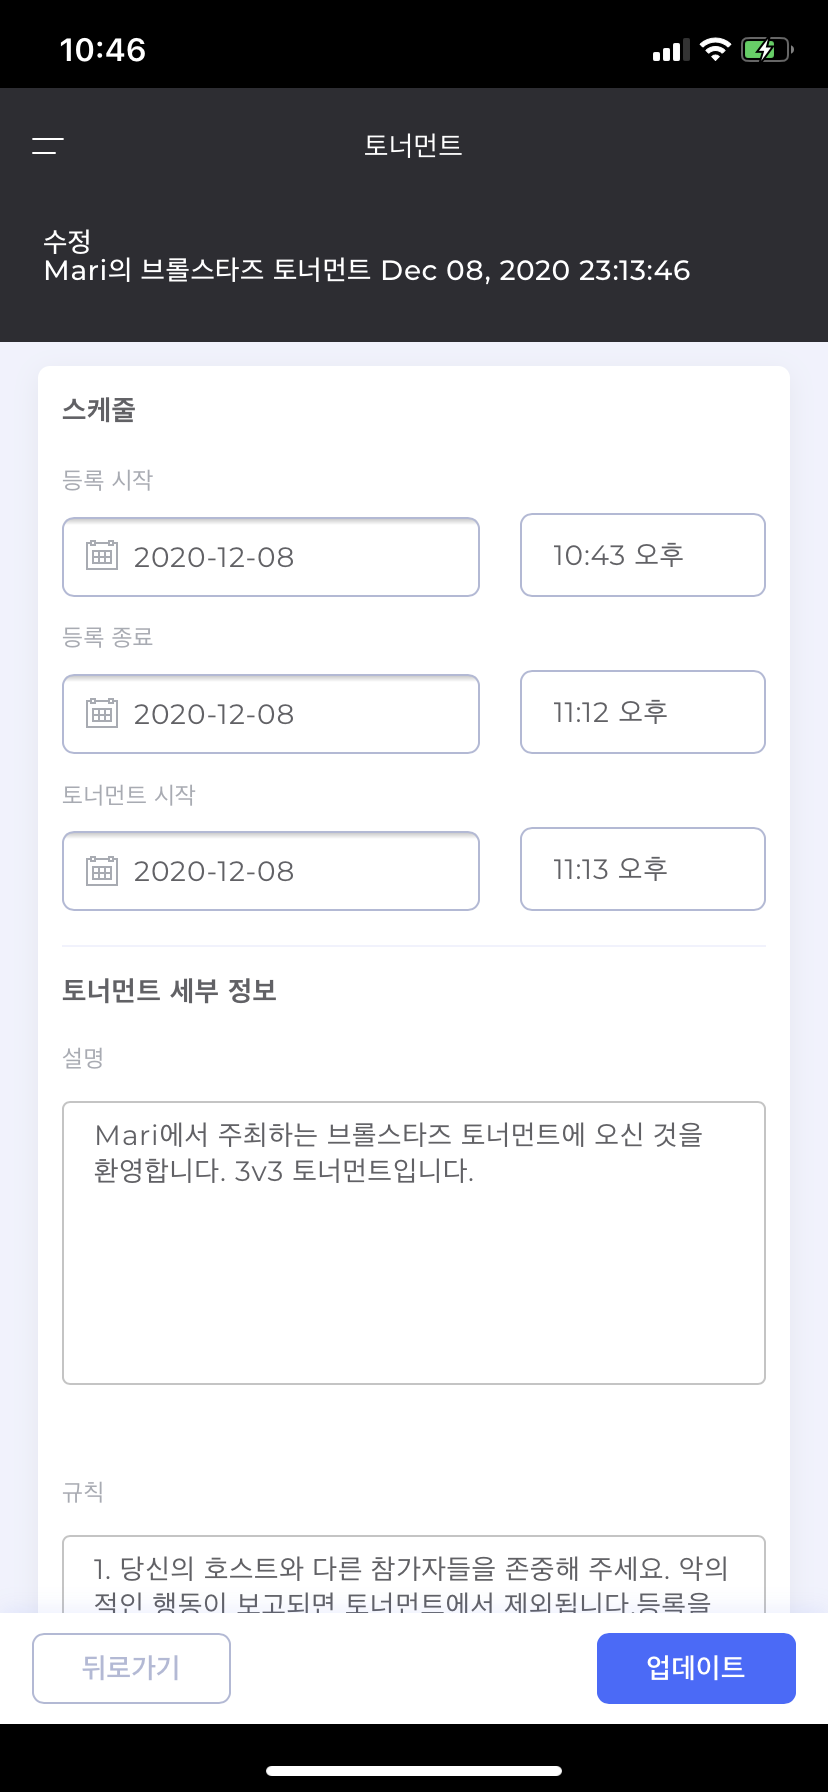 10:46
토너먼트
수정
Mari의 브롤스타즈 토너먼트 Dec 08, 2020 23:13:46
스케줄
등록 시작
2020-12-08
10:43 오후
등록 종료
2020-12-08
11:12 오후
토너먼트 시작
2020-12-08
11:13 오후
토너먼트 세부 정보
설명
Mari에서 주최하는 브롤스타즈 토너먼트에 오신 것을
환영합니다. 3v3 토너먼트입니다.
규칙
1. 당신의 호스트와 다른 참가자들을 존중해 주세요. 악의
적인 행동이 보고되면 토너먼트에서 제외됩니다.등록을
뒤로가기
업데이트